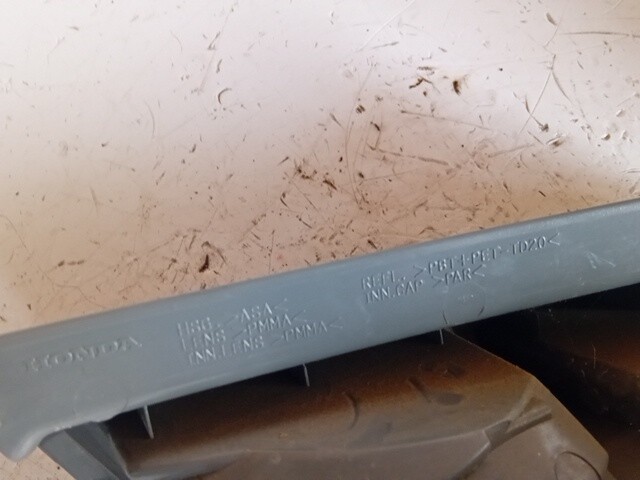 HONDA
HSG. >ASA<
LENS >PMMA<
INN.LENS >PMMA<
REFL. >PBT+PET-TD20<
INN.CAP >PAR<